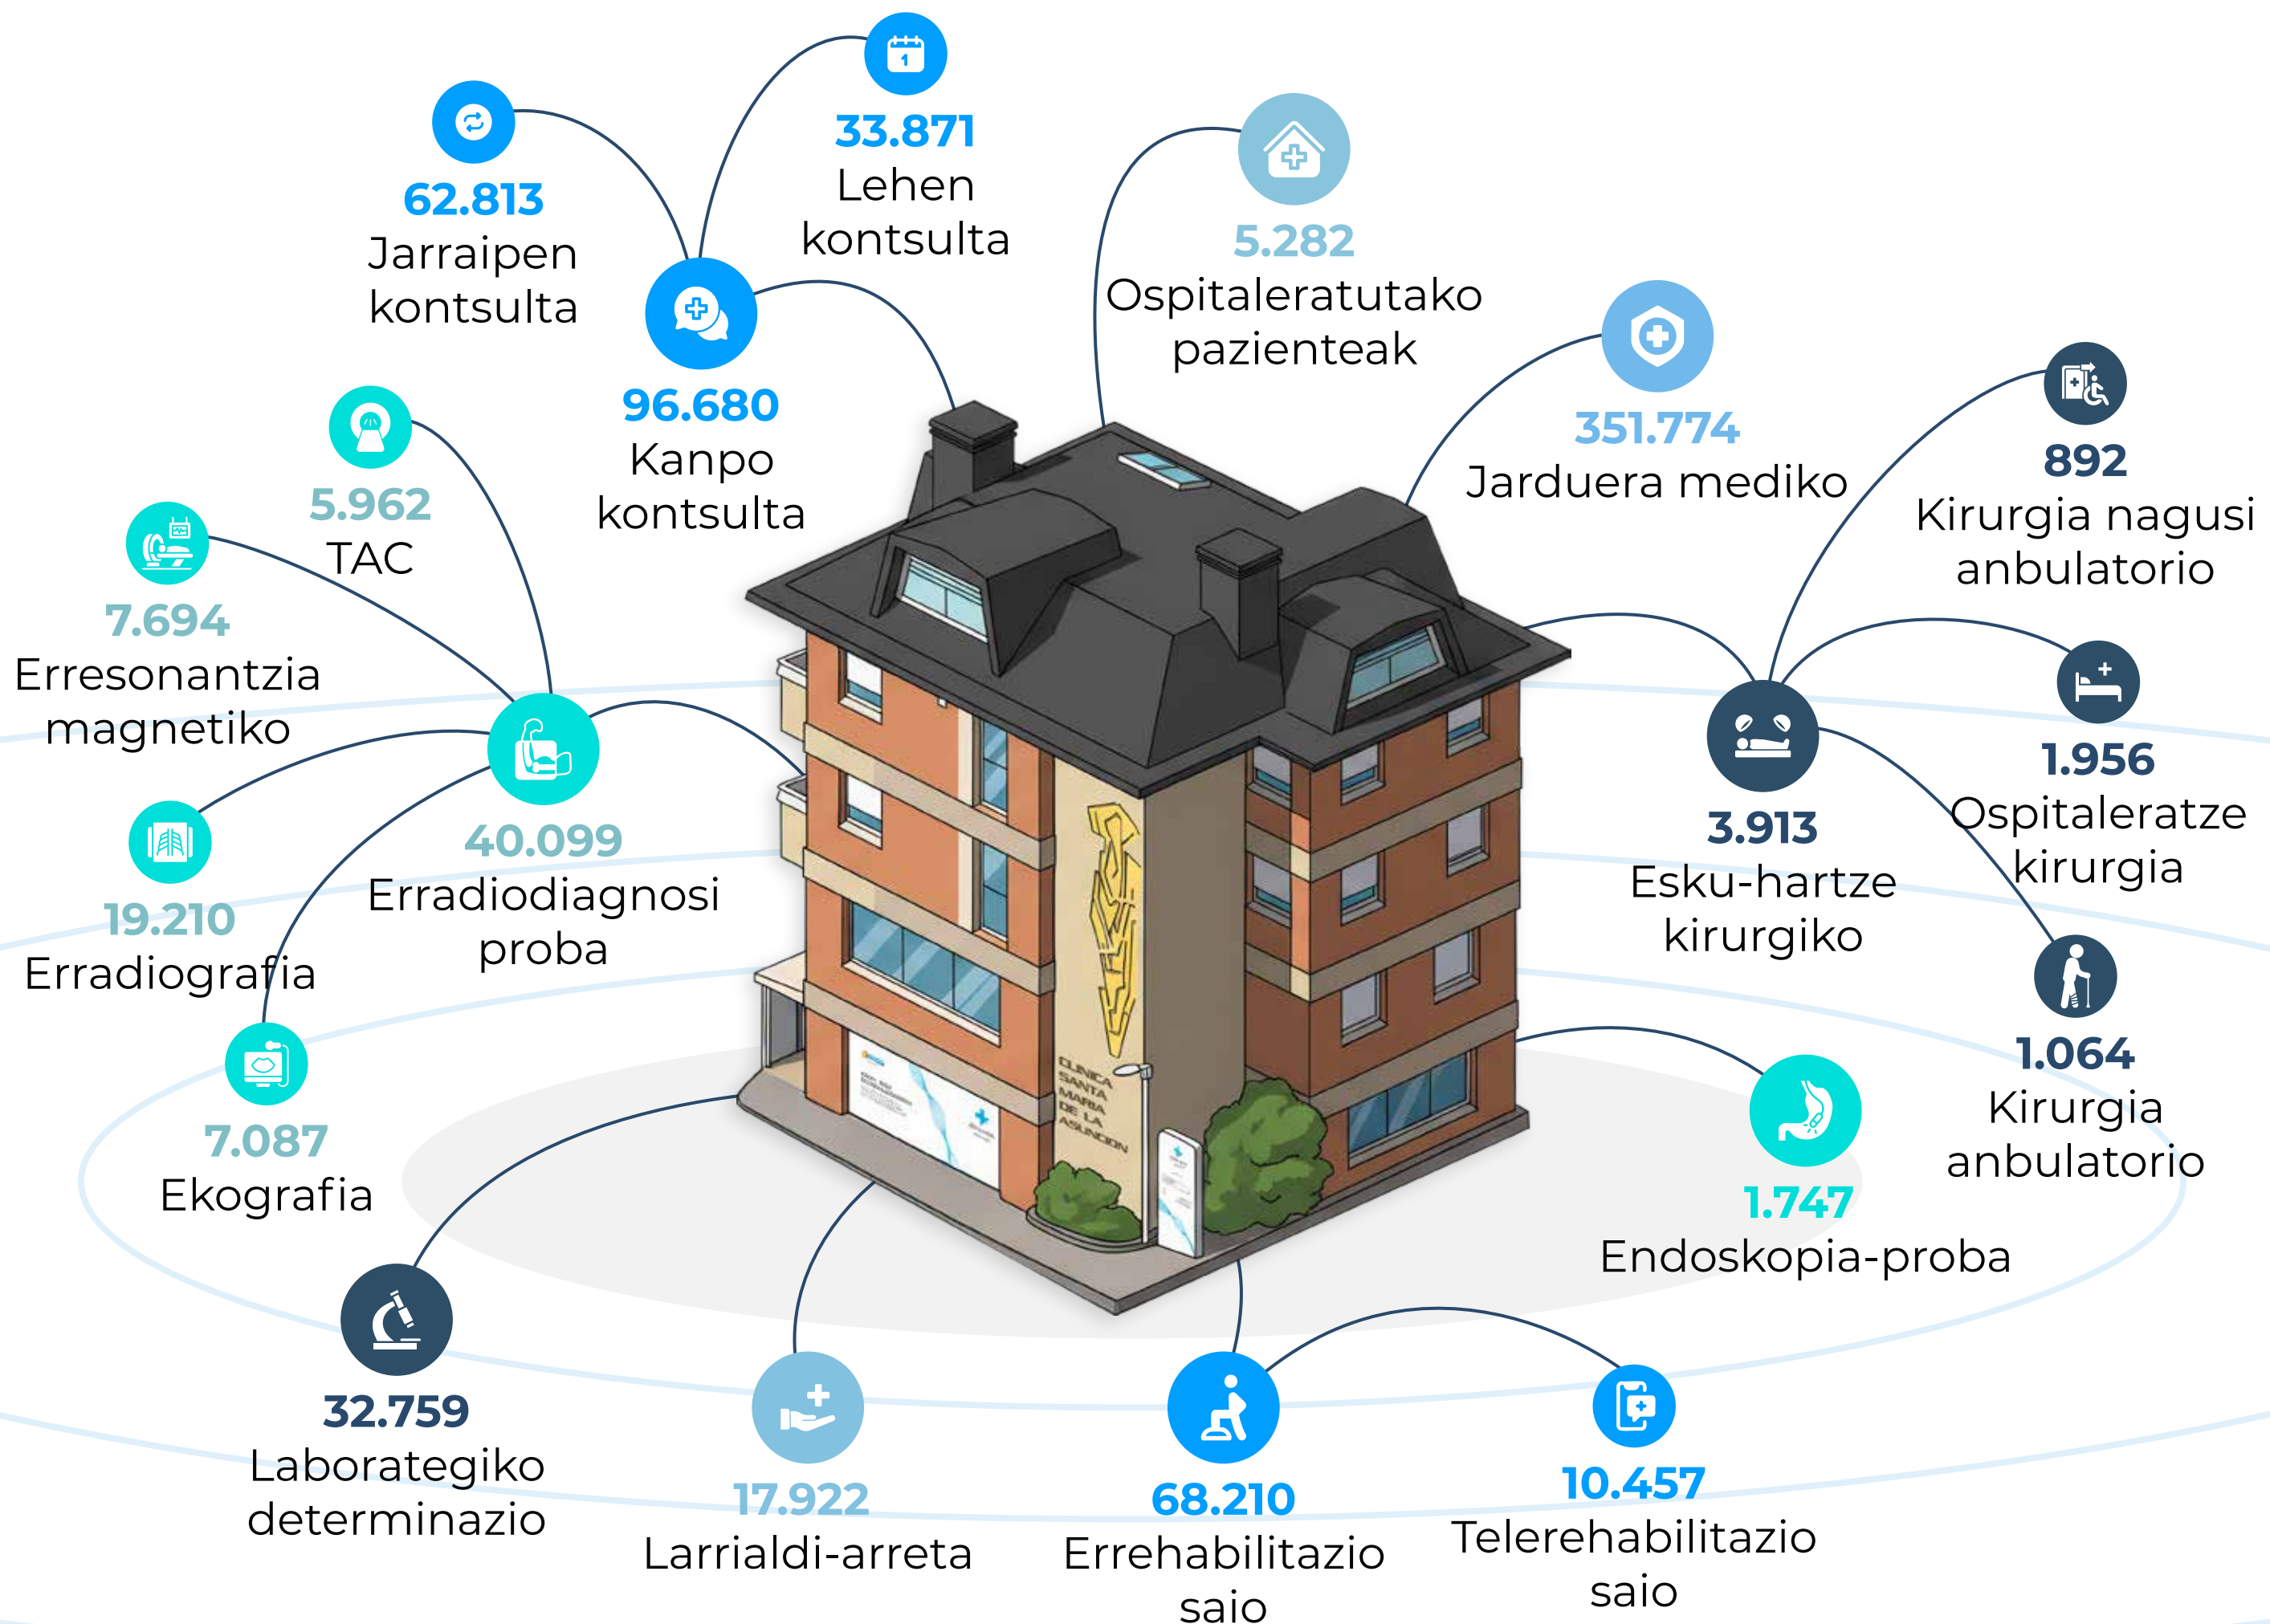 33.871
Lehen
kontsulta
62.813
Jarraipen
kontsulta
96.680
Kanpo
kontsulta
5.282
Ospitaleratutako
pazienteak
351.774
Jarduera mediko
892
Kirurgia nagusi
anbulatorio
1.956
Ospitaleratze
kirurgia
3.913
Esku-hartze
kirurgiko
1.064
Kirurgia
anbulatorio
5.962
TAC
7.694
Erresonantzia
magnetiko
40.099
Erradiodiagnosi
proba
19.210
Erradiografia
7.087
Ekografia
CLINICA
SANTA
MARIA
DE LA
ASUNCION
1.747
Endoskopia-proba
32.759
Laborategiko
determinazio
17.922
Larrialdi-arreta
68.210
Errehabilitazio
saio
10.457
Telerehabilitazio
saio